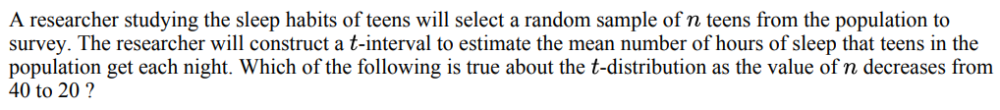 A researcher studying the sleep habits of teens will select a random sample of n teens from the population to
survey. The researcher will construct a t-interval to estimate the mean number of hours of sleep that teens in the
population get each night. Which of the following is true about the t-distribution as the value of n decreases from
40 to 20 ?